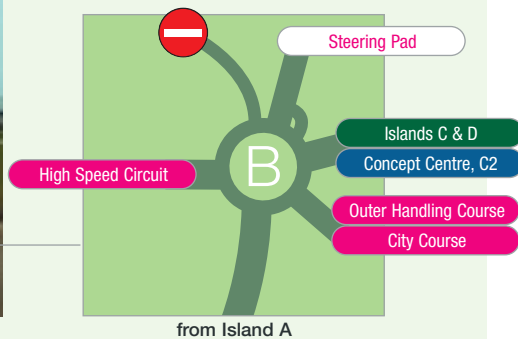 Steering Pad
Islands C & D
B
High Speed Circuit
Concept Centre, C2
Outer Handling Course
City Course
from Island A